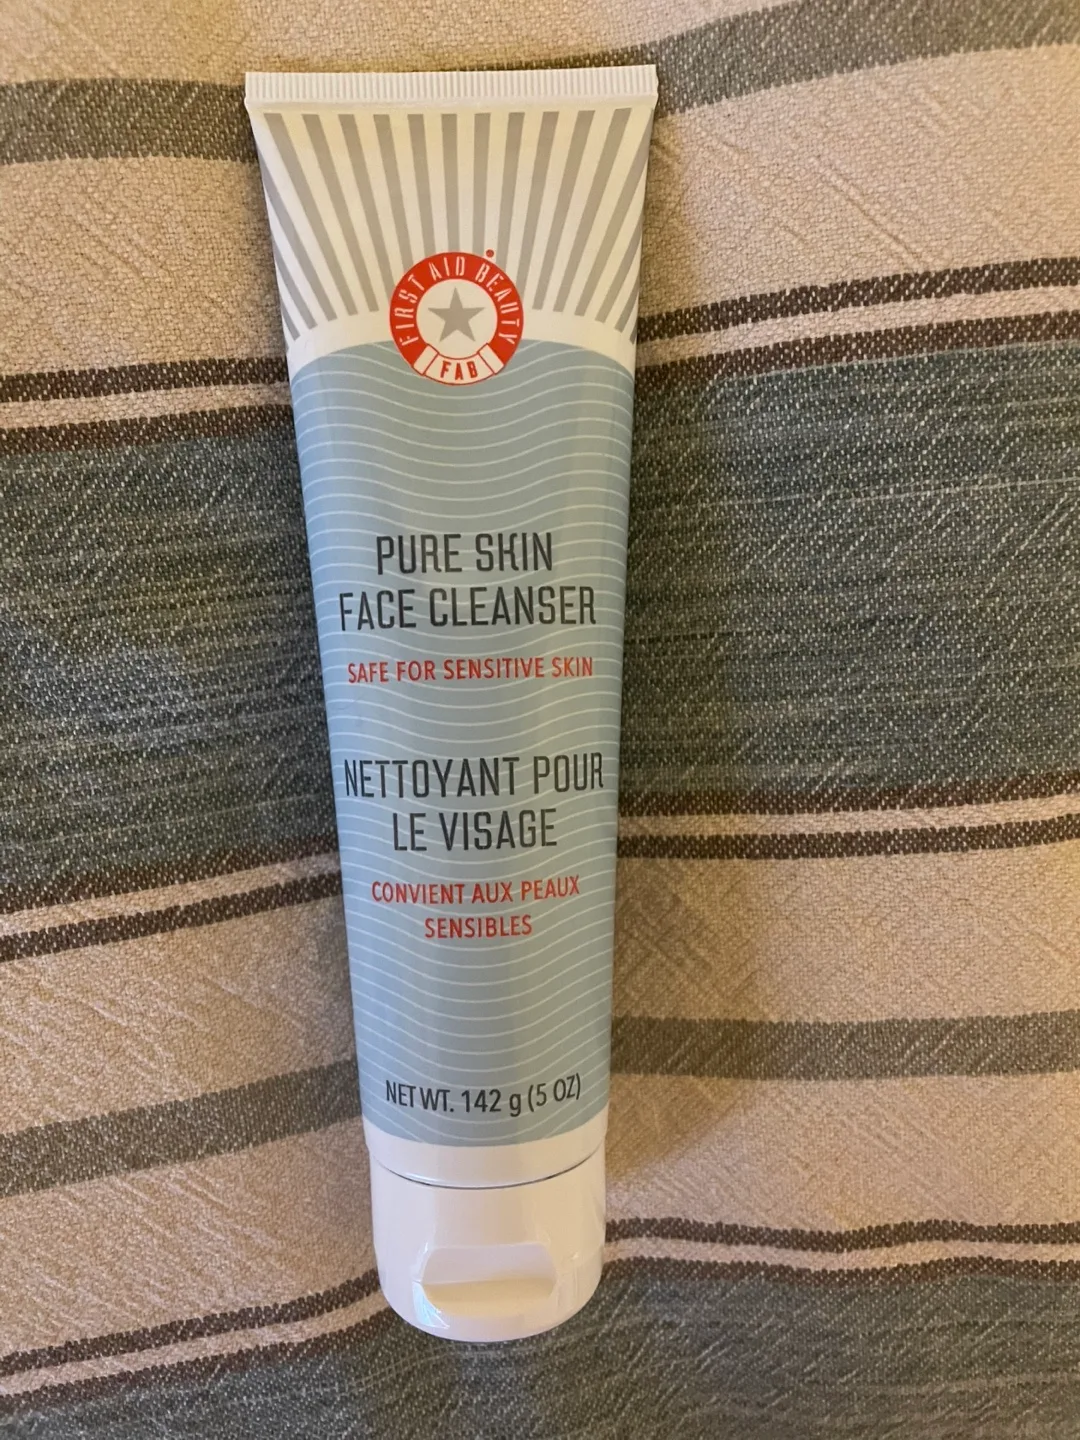 FIRST AID BEAUTY
FAB
PURE SKIN
FACE CLEANSER
SAFE FOR SENSITIVE SKIN
NETTOYANT POUR
LE VISAGE
CONVIENT AUX PEAUX
SENSIBLES
NET WT. 142 g (5 OZ)